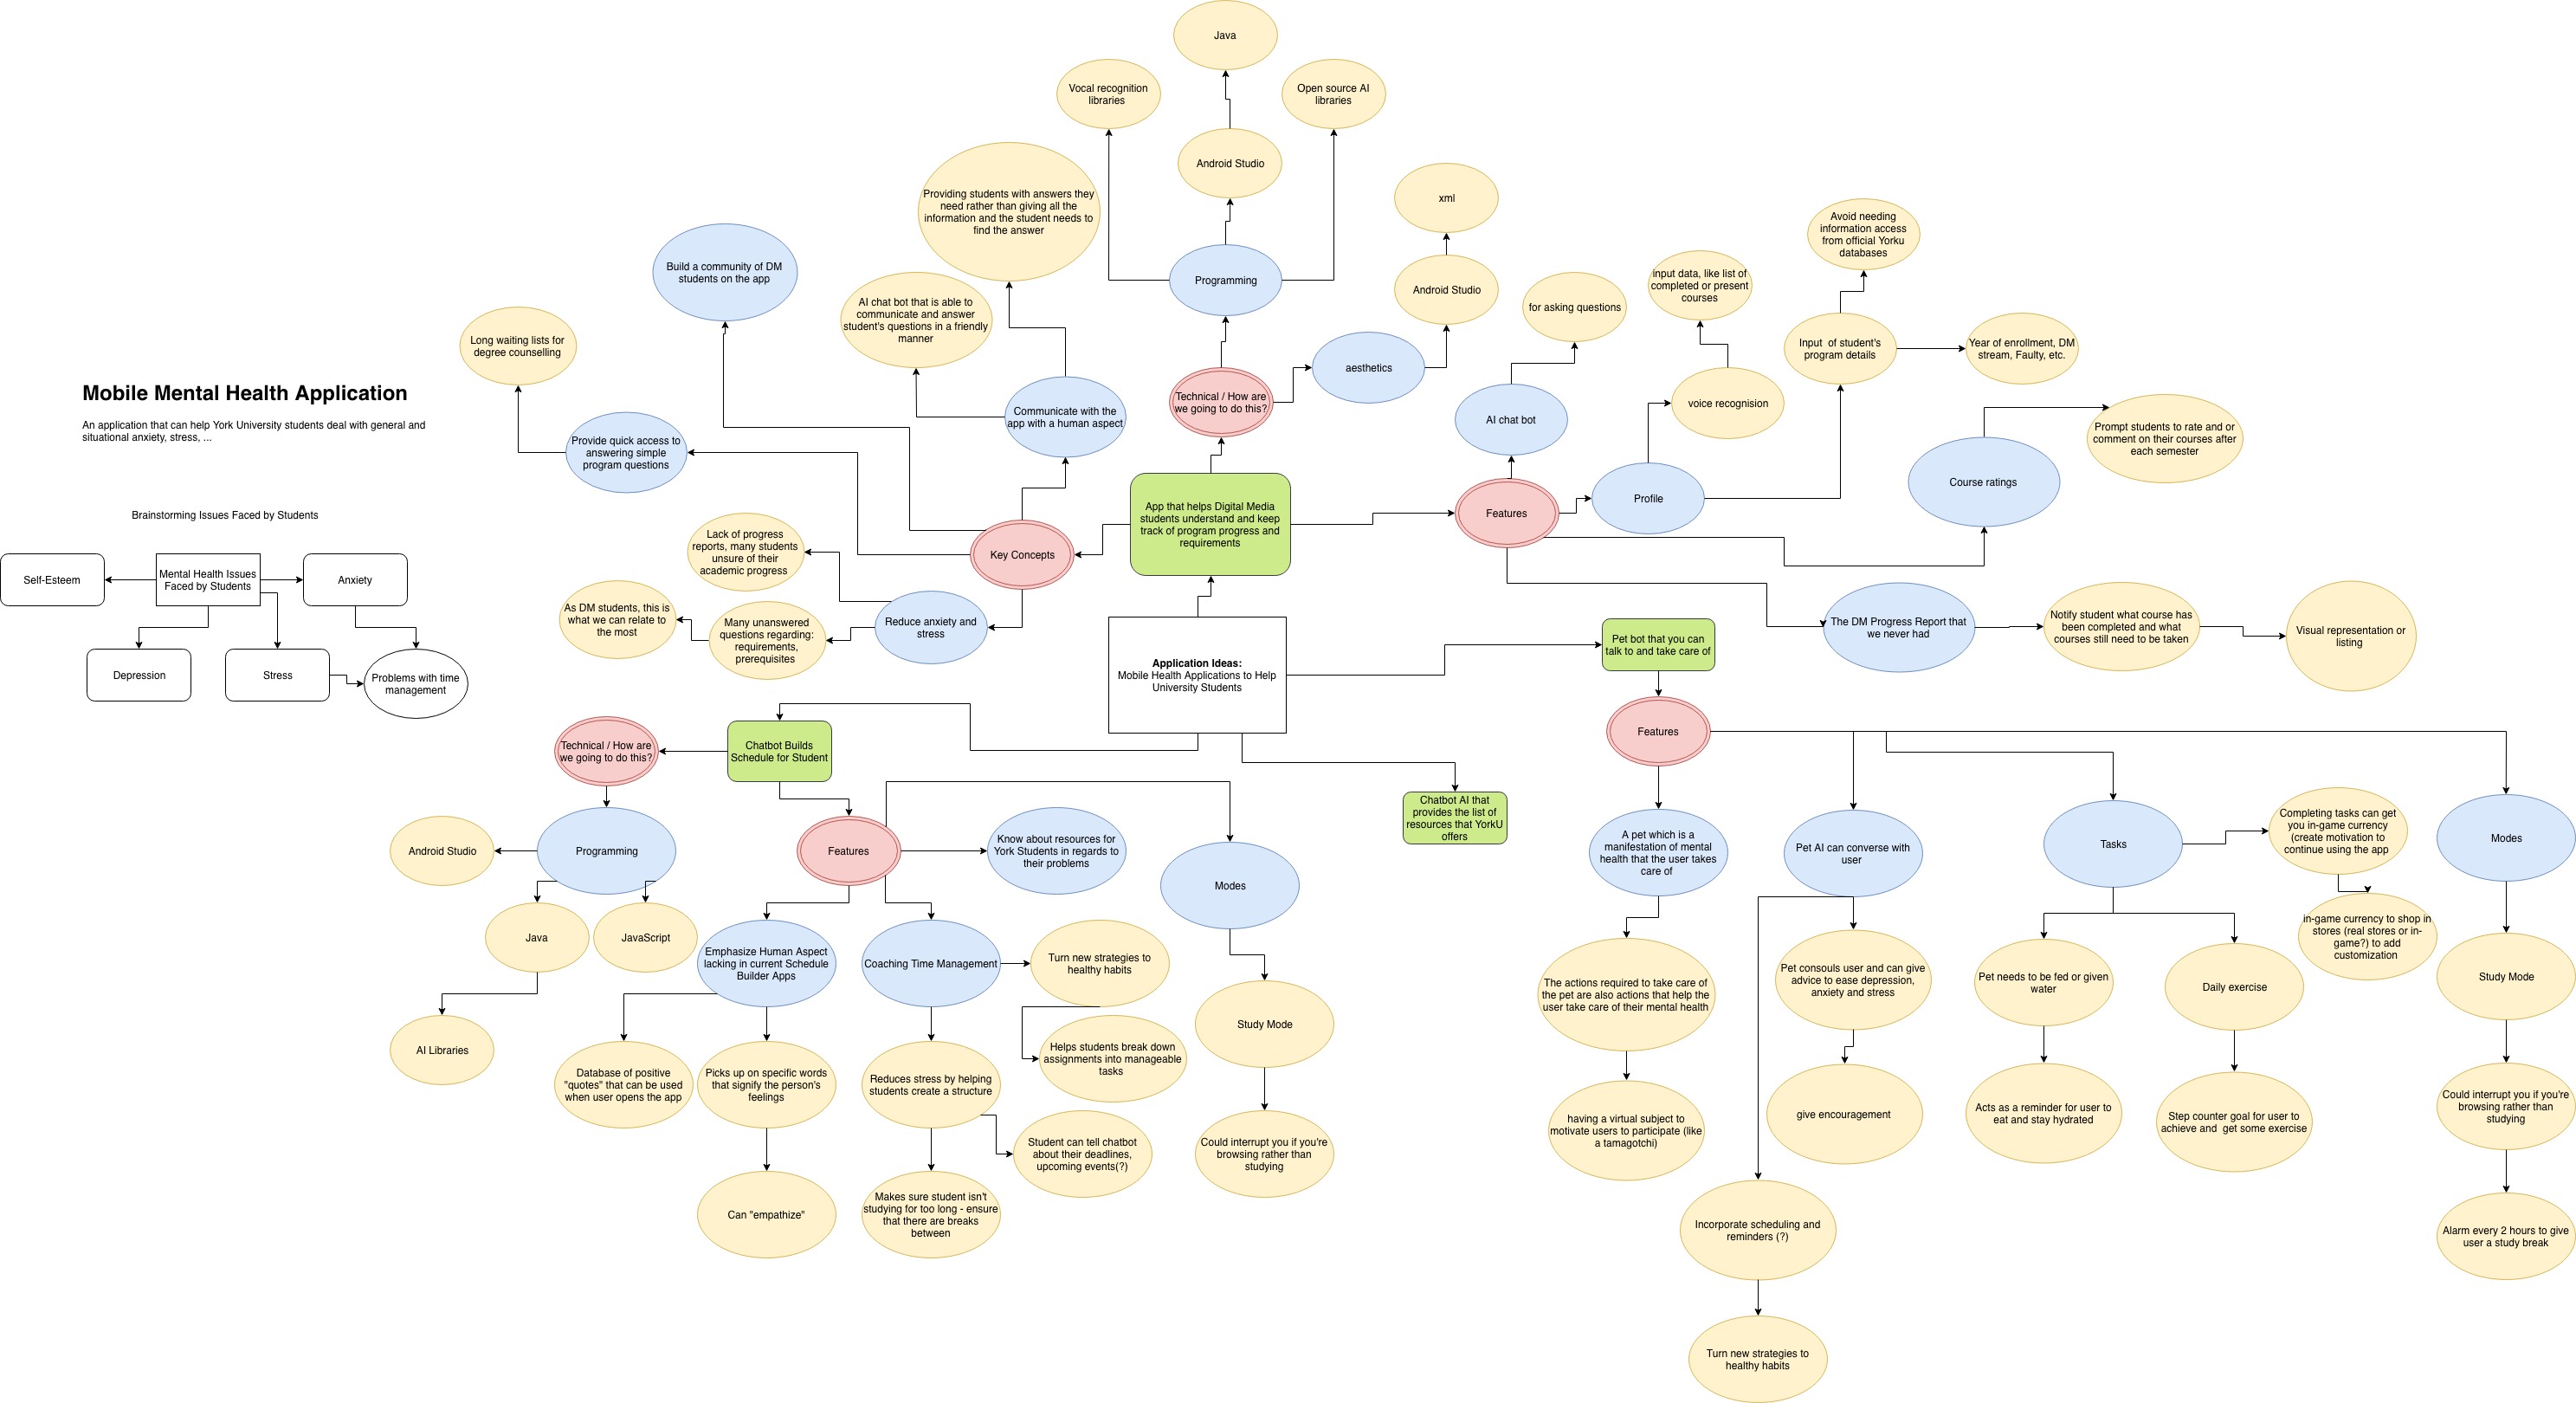 Mobile Mental Health Application
An application that can help York University students deal with general and
situational anxiety, stress, ...
Brainstorming Issues Faced by Students
Self-Esteem
Mental Health Issues
Faced by Students
Anxiety
Depression
Stress
Problems with time
management
Application Ideas:
Mobile Health Applications to Help
University Students
App that helps Digital Media
students understand and keep
track of program progress and
requirements
Technical / How are
we going to do this?
Programming
Vocal recognition
libraries
Android Studio
Java
Open source AI
libraries
aesthetics
Android Studio
xml
Key Concepts
Communicate with the
app with a human aspect
AI chat bot that is able to
communicate and answer
student's questions in a friendly
manner
Providing students with answers they
need rather than giving all the
information and the student needs to
find the answer
Build a community of DM
students on the app
Provide quick access to
answering simple
program questions
Long waiting lists for
degree counselling
Reduce anxiety and
stress
Lack of progress
reports, many students
unsure of their
academic progress
Many unanswered
questions regarding:
requirements,
prerequisites
As DM students, this is
what we can relate to
the most
Features
AI chat bot
for asking questions
Profile
voice recognision
input data, like list of
completed or present
courses
Input  of student's
program details
Avoid needing
information access
from official Yorku
databases
Year of enrollment, DM
stream, Faulty, etc.
Course ratings
Prompt students to rate and or
comment on their courses after
each semester
The DM Progress Report that
we never had
Notify student what course has
been completed and what
courses still need to be taken
Visual representation or
listing
Chatbot Builds
Schedule for Student
Technical / How are
we going to do this?
Programming
Android Studio
Java
JavaScript
AI Libraries
Features
Know about resources for
York Students in regards to
their problems
Modes
Study Mode
Could interrupt you if you're
browsing rather than
studying
Emphasize Human Aspect
lacking in current Schedule
Builder Apps
Database of positive
"quotes" that can be used
when user opens the app
Picks up on specific words
that signify the person's
feelings
Can "empathize"
Coaching Time Management
Turn new strategies to
healthy habits
Helps students break down
assignments into manageable
tasks
Reduces stress by helping
students create a structure
Student can tell chatbot
about their deadlines,
upcoming events(?)
Makes sure student isn't
studying for too long - ensure
that there are breaks
between
Chatbot AI that
provides the list of
resources that YorkU
offers
Pet bot that you can
talk to and take care of
Features
A pet which is a
manifestation of mental
health that the user takes
care of
The actions required to take care of
the pet are also actions that help the
user take care of their mental health
having a virtual subject to
motivate users to participate (like
a tamagotchi)
Pet AI can converse with
user
Pet consouls user and can give
advice to ease depression,
anxiety and stress
give encouragement
Incorporate scheduling and
reminders (?)
Turn new strategies to
healthy habits
Tasks
Completing tasks can get
you in-game currency
(create motivation to
continue using the app
in-game currency to shop in
stores (real stores or in-
game?) to add
customization
Pet needs to be fed or given
water
Acts as a reminder for user to
eat and stay hydrated
Daily exercise
Step counter goal for user to
achieve and  get some exercise
Modes
Study Mode
Could interrupt you if you're
browsing rather than
studying
Alarm every 2 hours to give
user a study break